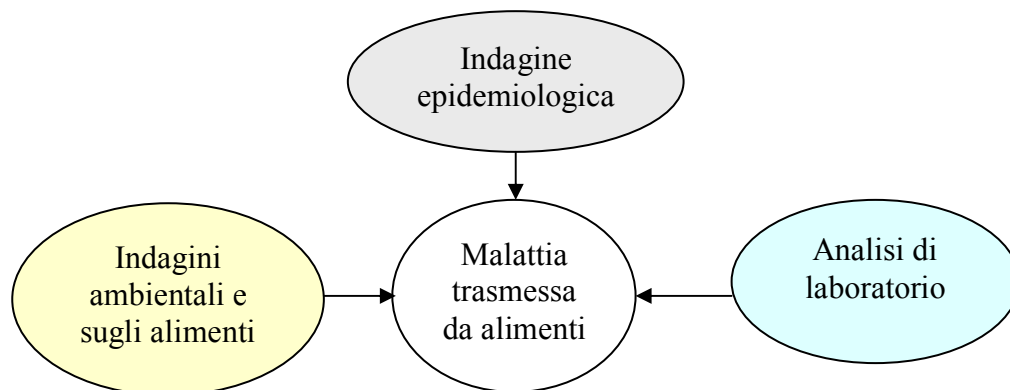 Indagine
epidemiologica
Indagini
ambientali e
sugli alimenti
Malattia
trasmessa
da alimenti
Analisi di
laboratorio